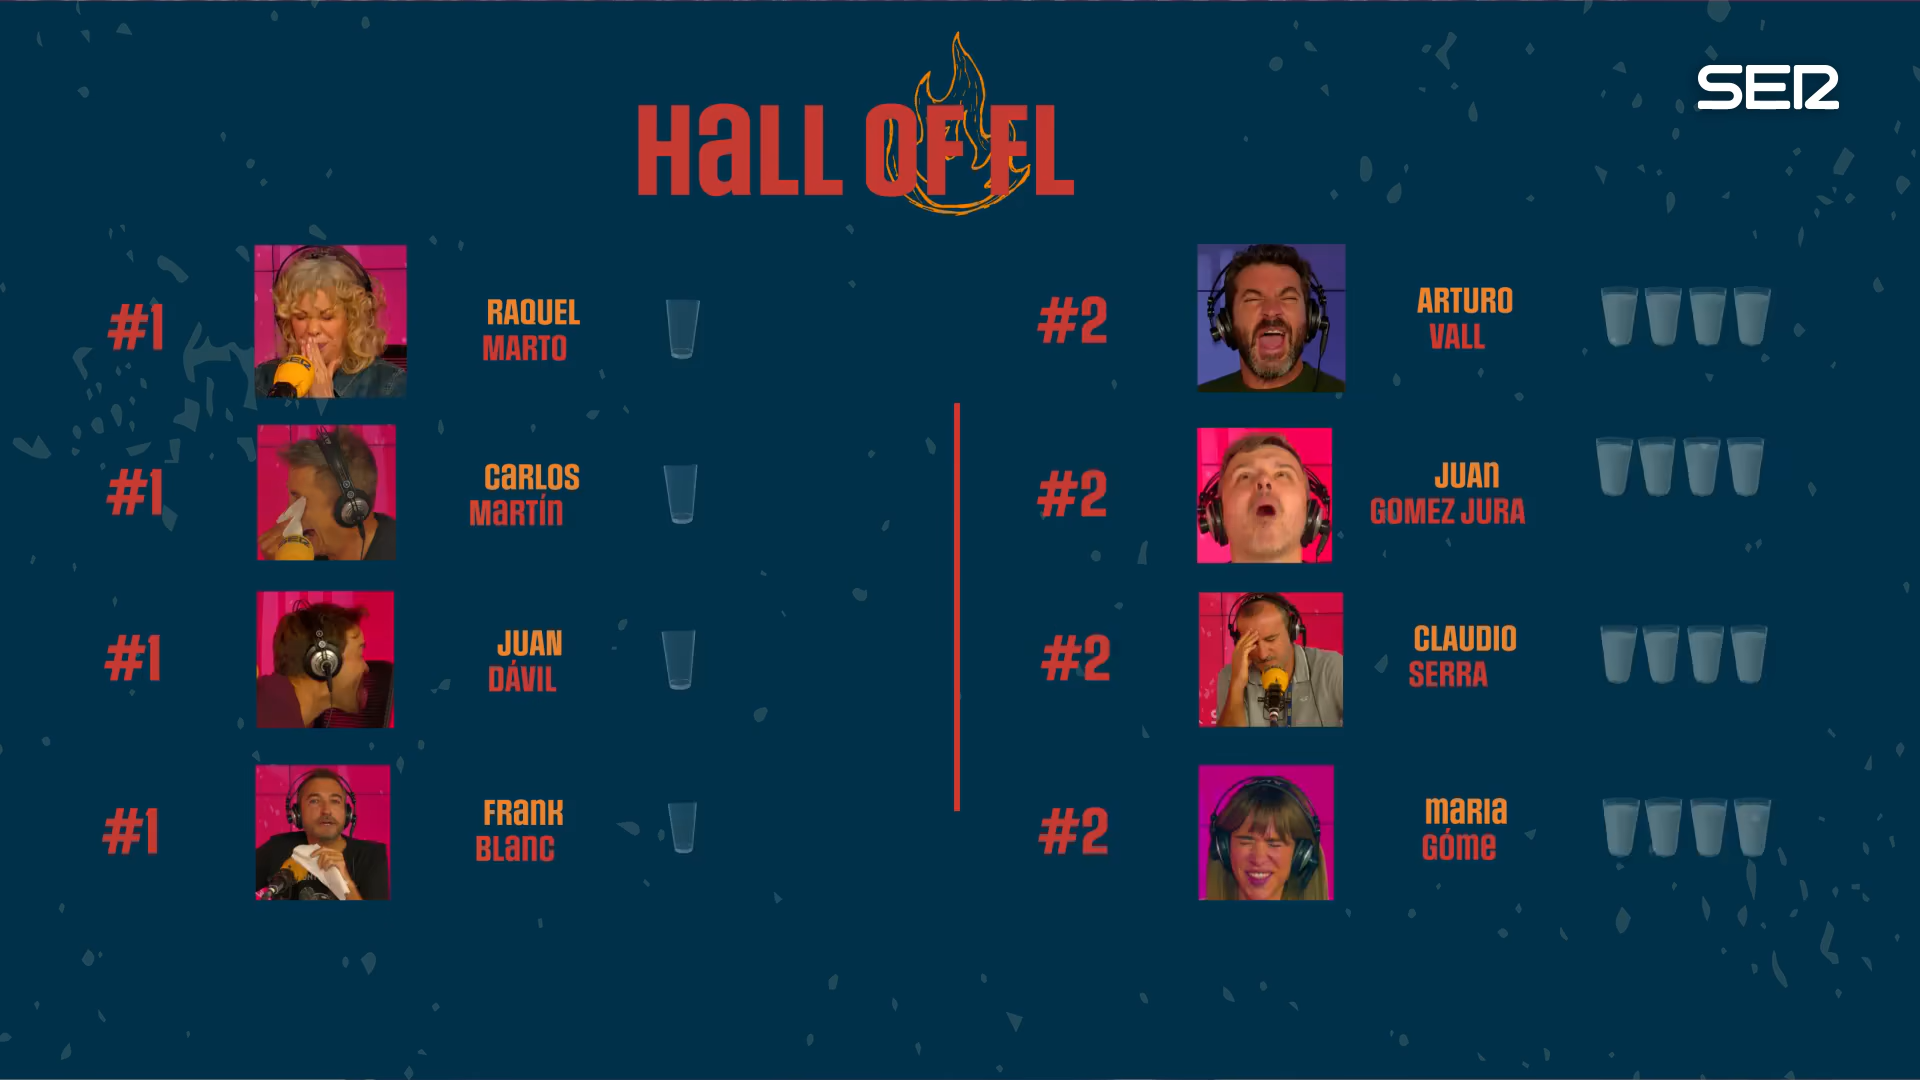 HaLL OF FL
SER
#1
RAQUEL
MARTO
#1
CaRLOS
MaRTÍn
#1
JUAN
DÁVIL
#1
FRanK
BLanC
#2
ARTURO
VALL
#2
JUan
GOMEZ JURA
#2
CLAUDIO
SERRA
#2
maRIa
GÓme